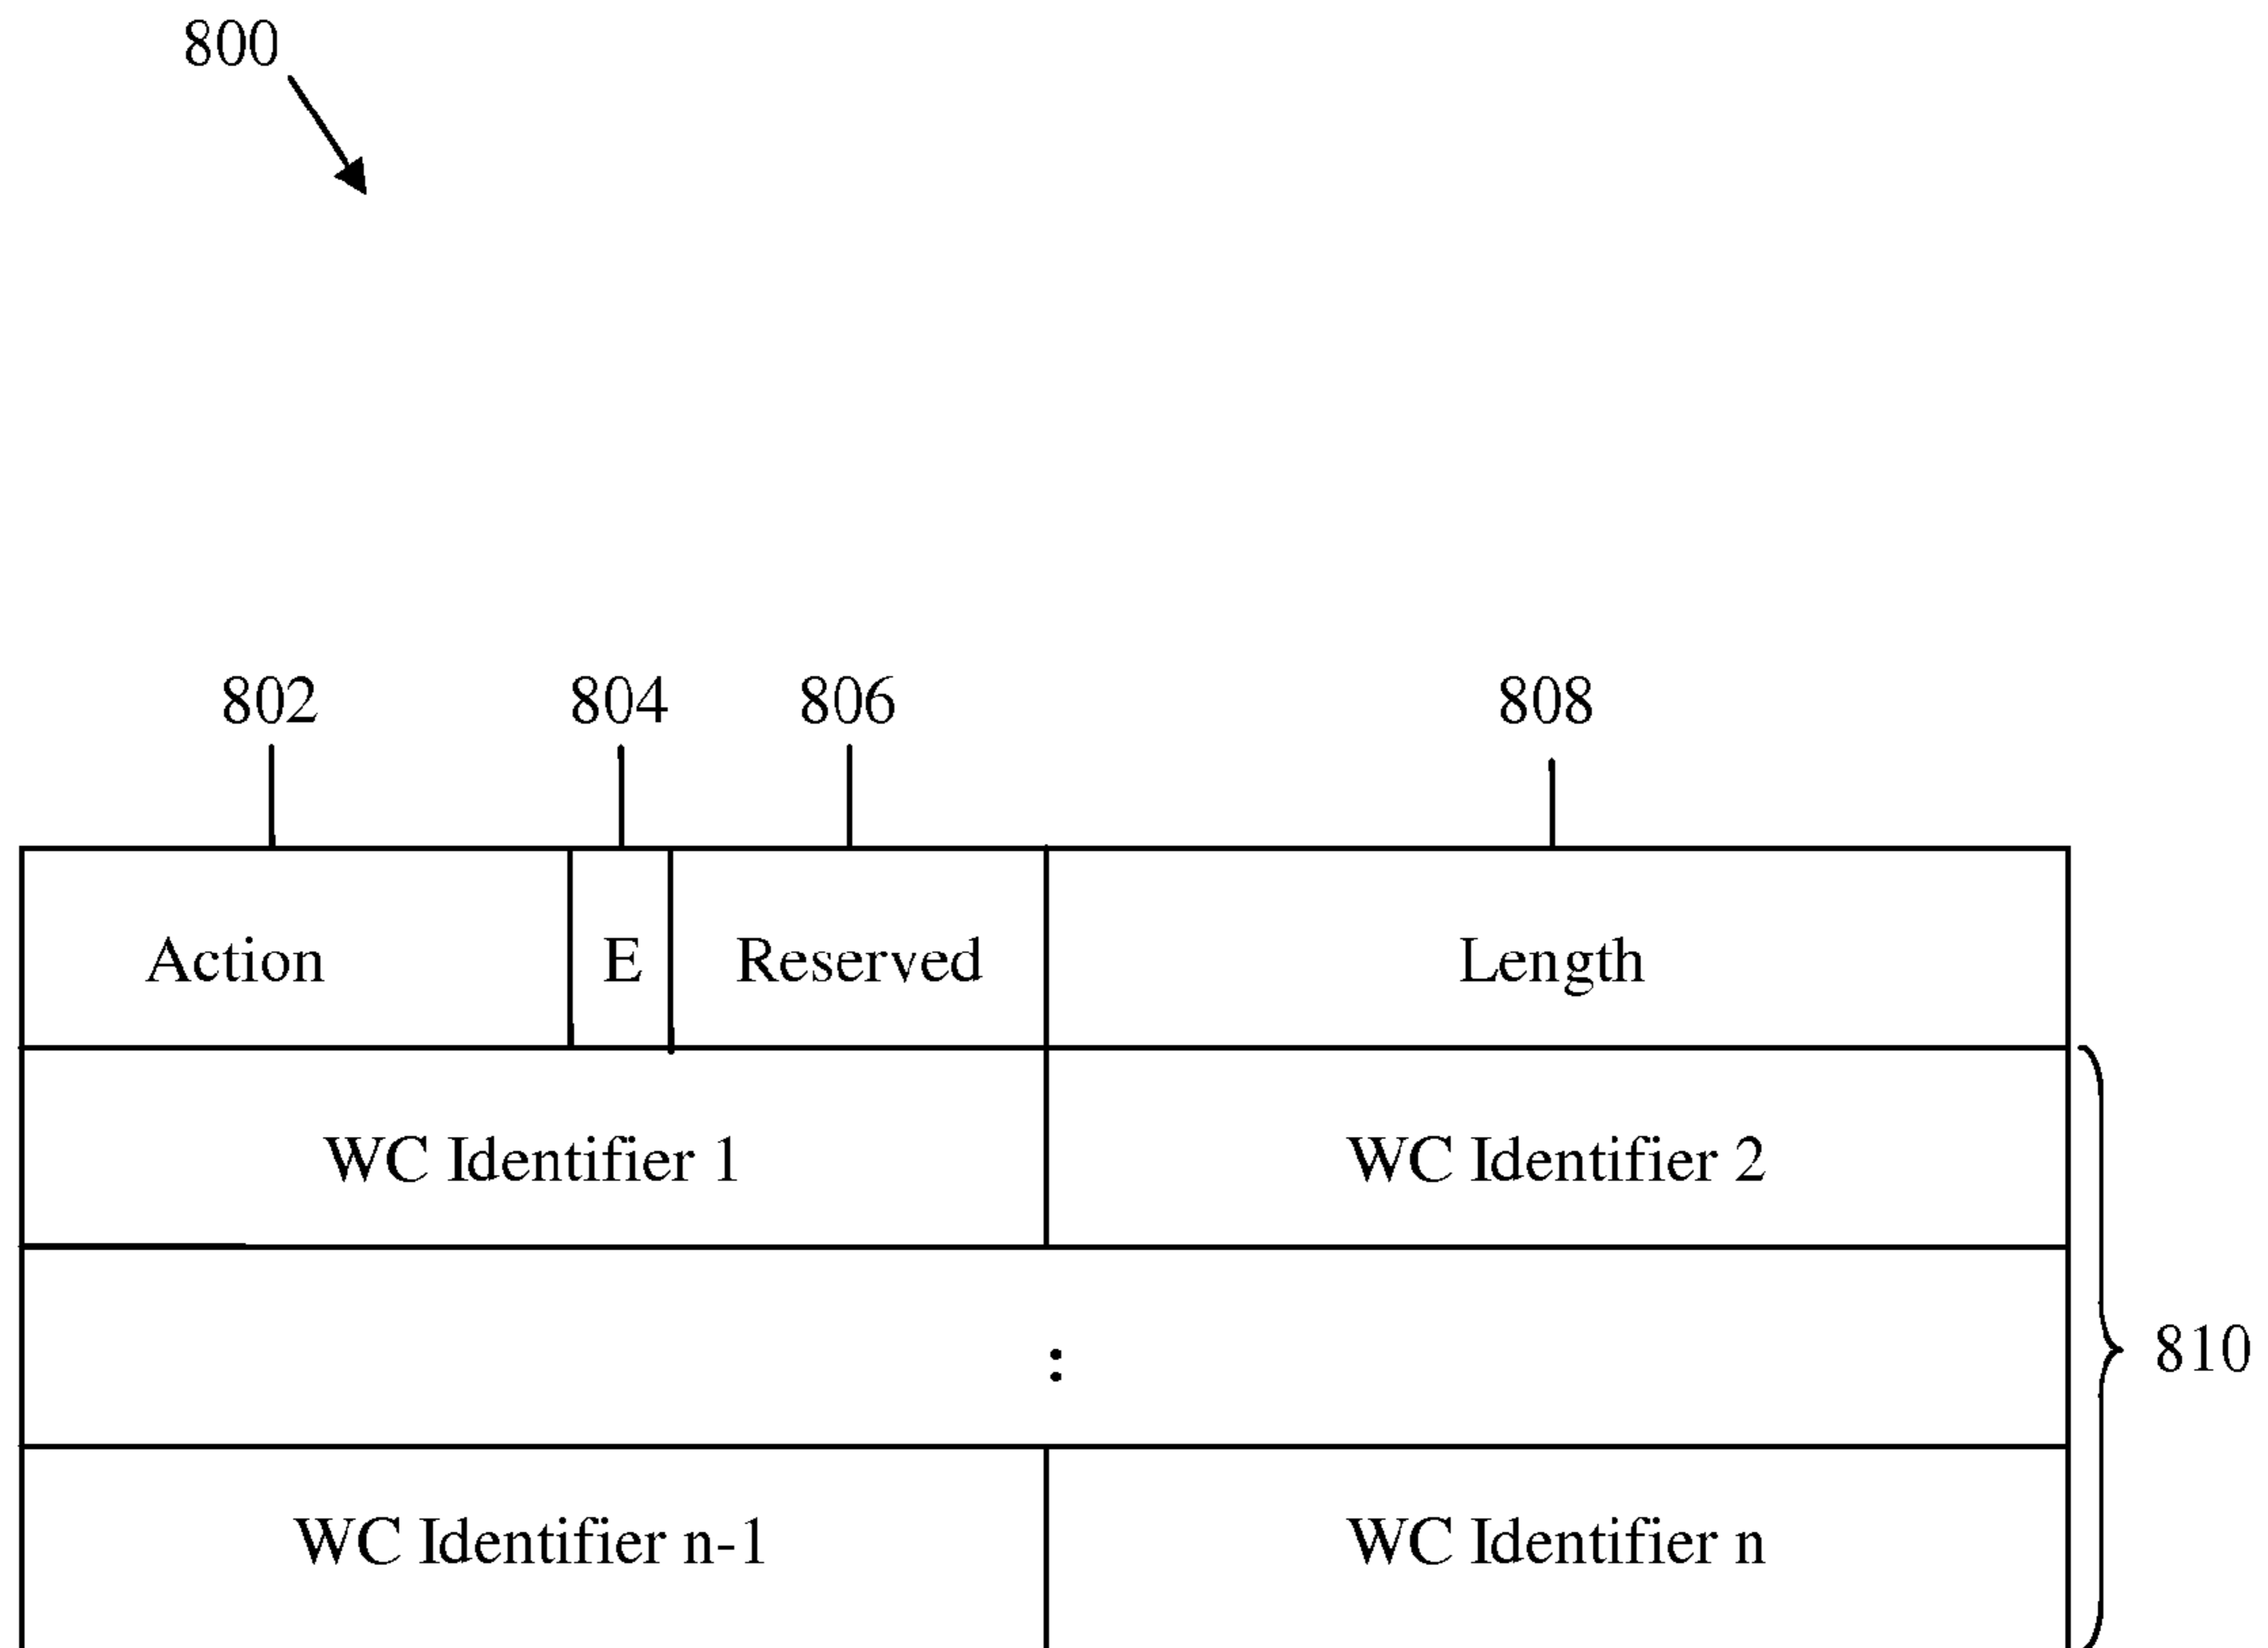 800
802 804 806 808
Action E Reserved Length
WC Identifier 1 WC Identifier 2
:
810
WC Identifier n-1 WC Identifier n